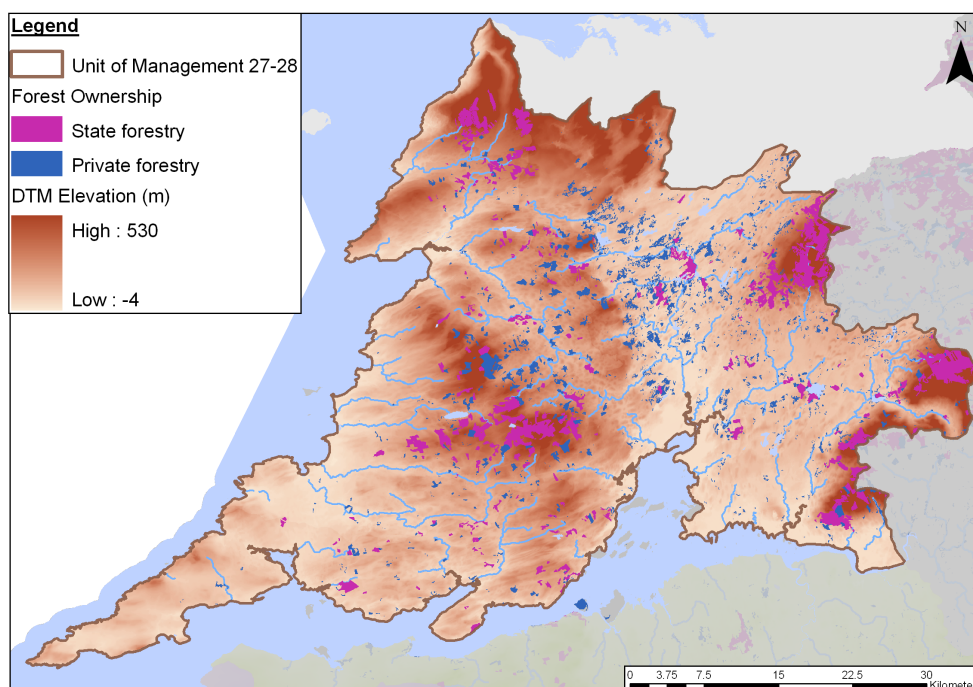 Legend
Unit of Management 27-28
Forest Ownership
State forestry
Private forestry
DTM Elevation (m)
High : 530
Low : -4
N
0 3.75 7.5 15 22.5 30
Kilomete